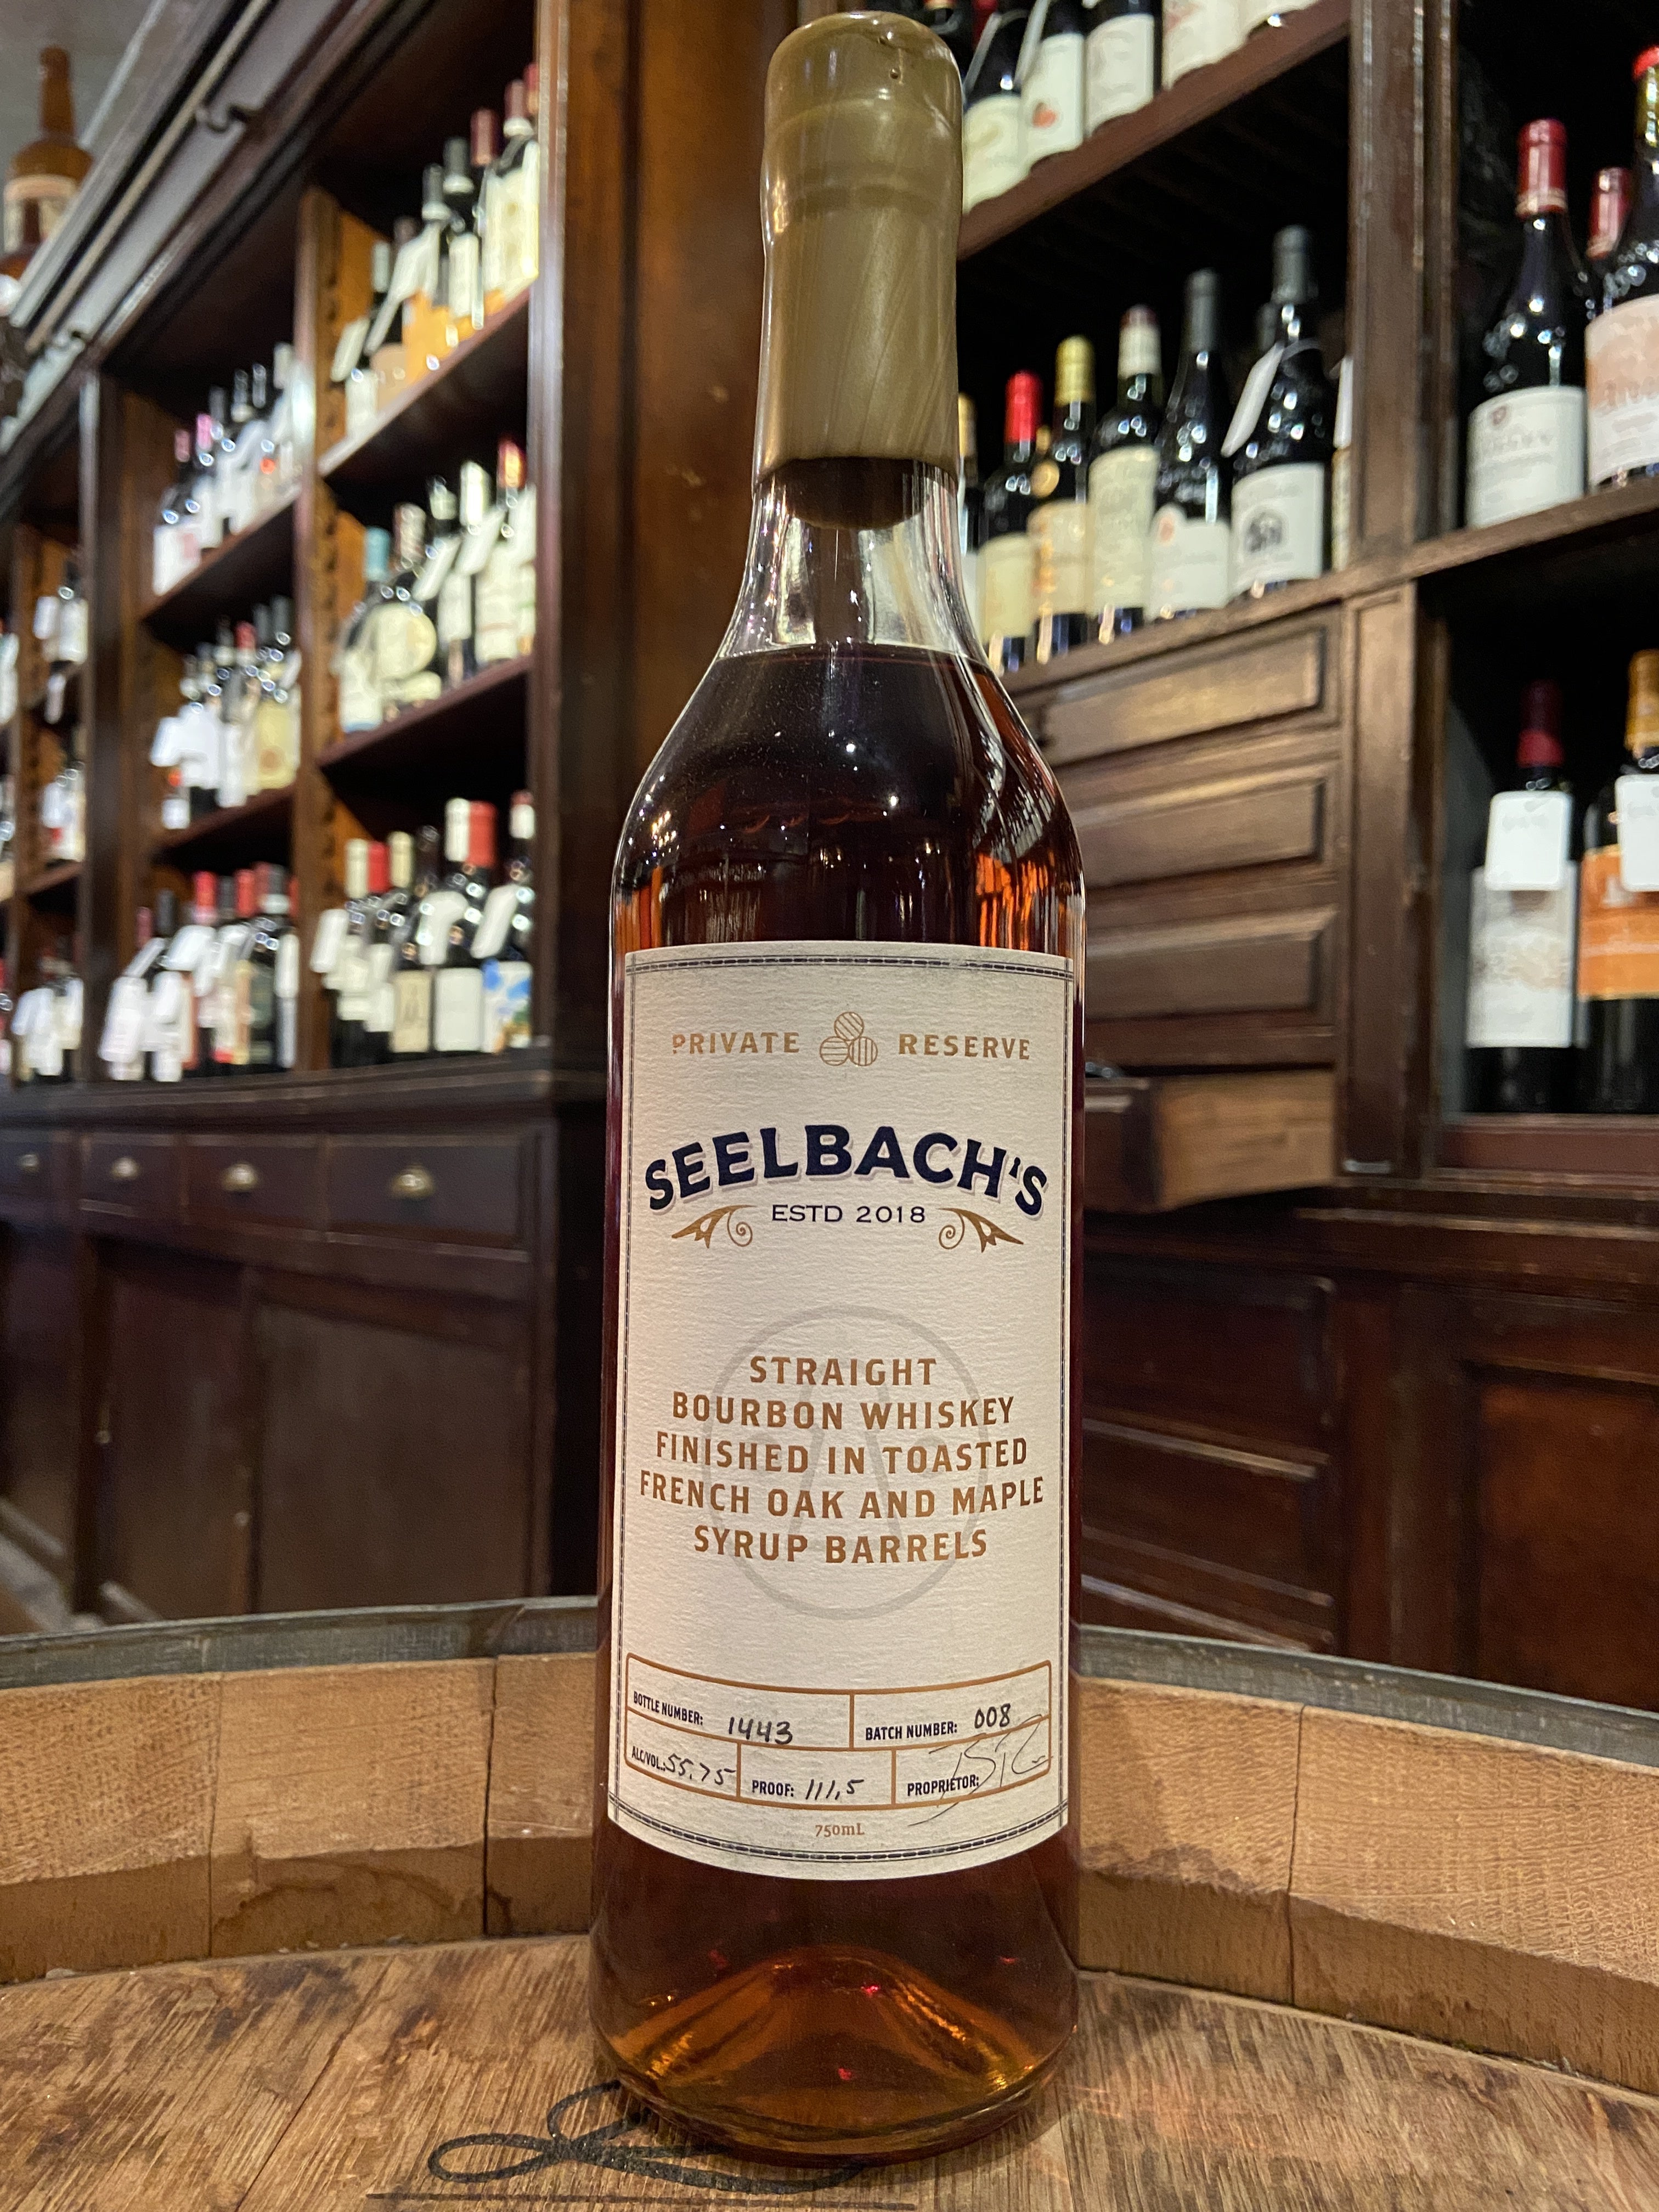 PRIVATE RESERVE
SEELBACH'S
ESTD 2018
STRAIGHT
BOURBON WHISKEY
FINISHED IN TOASTED
FRENCH OAK AND MAPLE
SYRUP BARRELS
BOTTLE NUMBER: 1443 BATCH NUMBER: 008
ALC/VOL.: 55.75 PROOF: 111.5 PROPRIETOR:
750mL